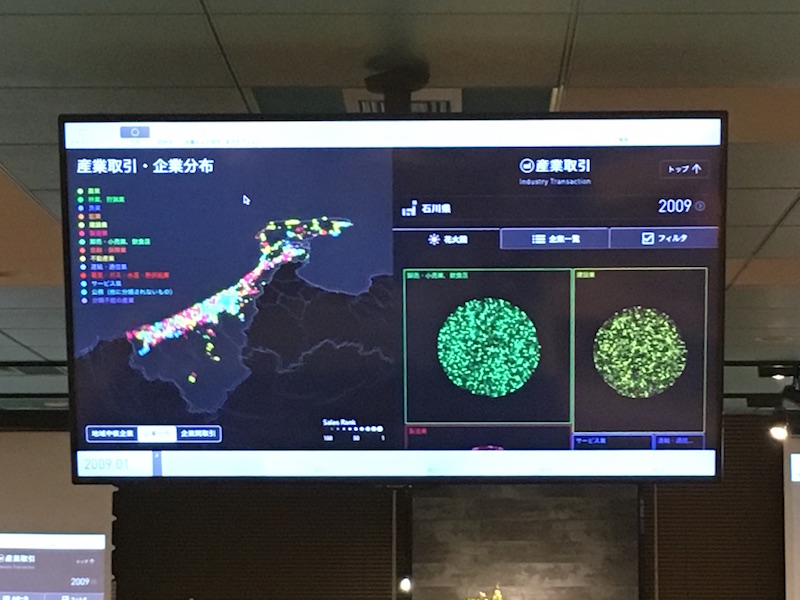 産業取引・企業分布
農業
林業、狩猟業
漁業
鉱業
建設業
製造業
卸売・小売業、飲食店
金融・保険業
不動産業
運輸・通信業
電気・ガス・水道・熱供給業
サービス業
公務（他に分類されないもの）
分類不能の産業
地域中核企業
企業間取引
Sales Rank
100 50 1
2009.01
産業取引
Industry Transaction
トップ
石川県
2009
花火図
企業一覧
フィルタ
卸売・小売業、飲食店
建設業
製造業
サービス業
運輸・通信...
産業取引
トップ
2009